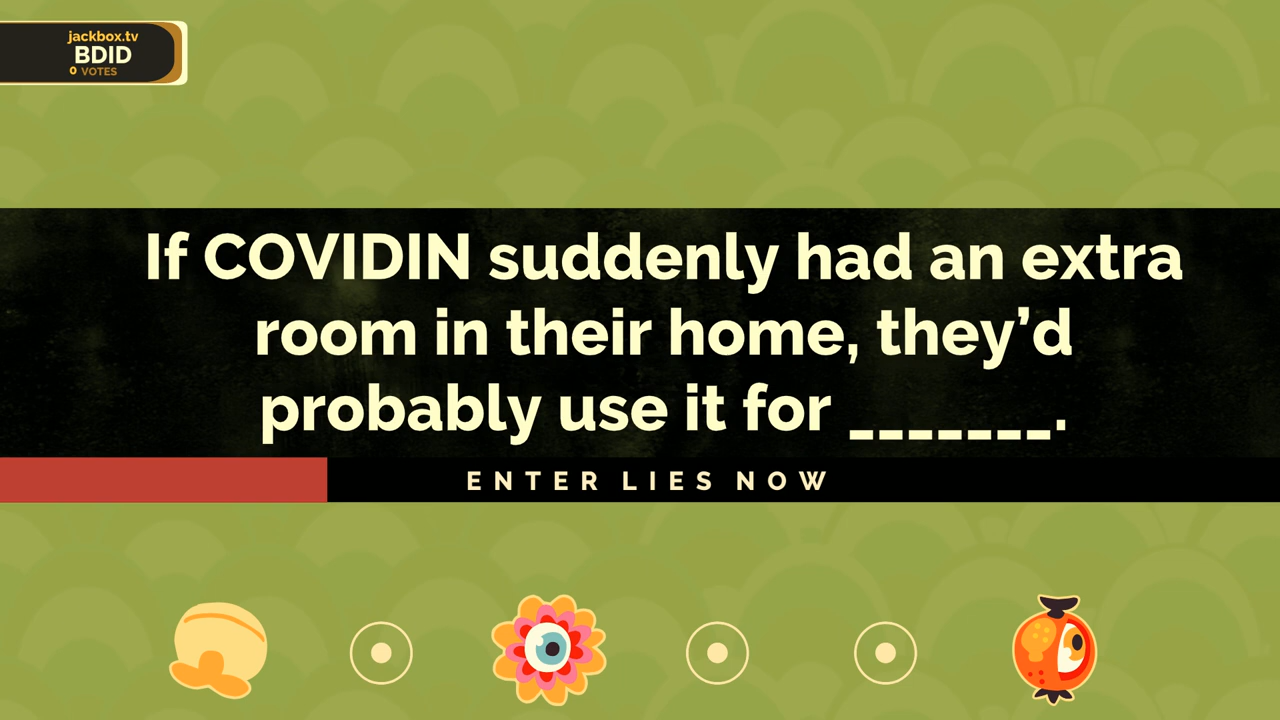 jackbox.tv
BDID
0 VOTES
If COVIDIN suddenly had an extra
room in their home, they’d
probably use it for _______.
ENTER LIES NOW